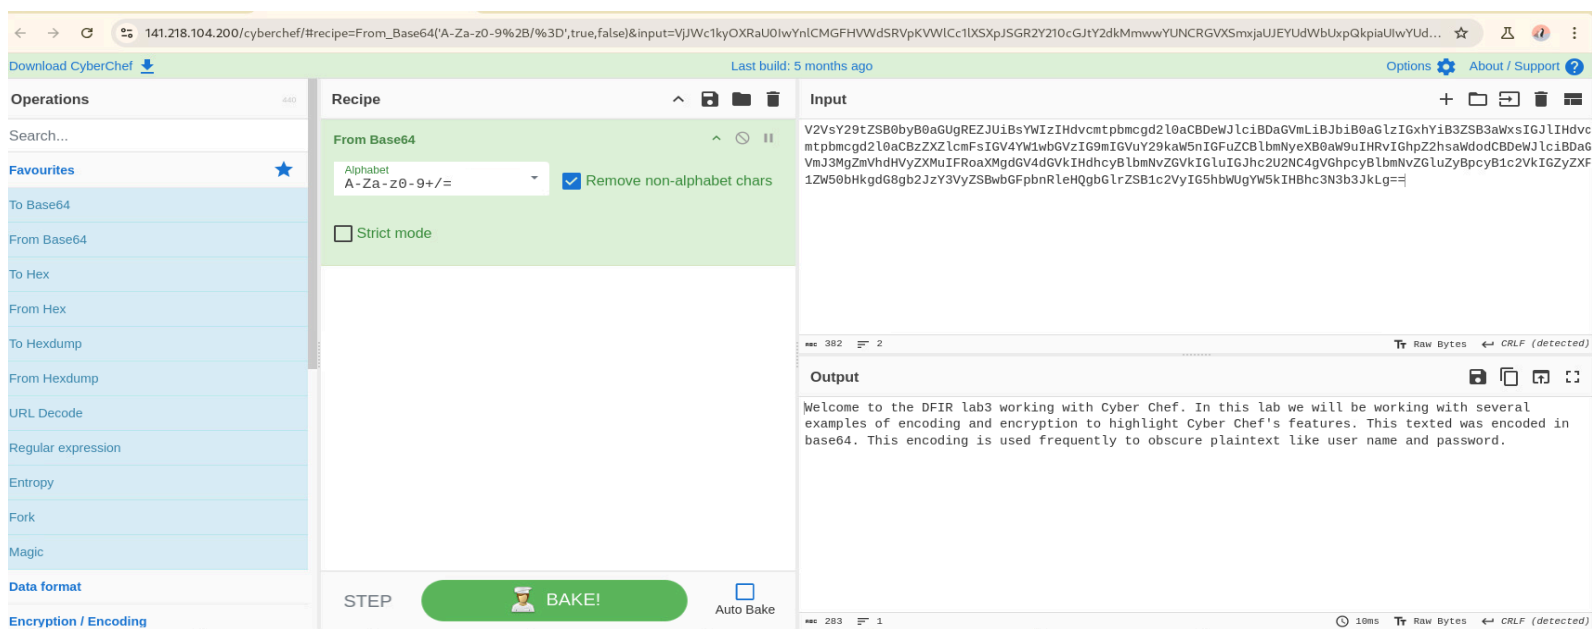 141.218.104.200/cyberchef/#recipe=From_Base64('A-Za-z0-9%2B/%3D',true,false)&input=VjJWc1kyOXRaU0IwYnlCMGFHVWdSRVpKVWlCc1lXSXpJSGR2Y210cGJtY2dkMmwwYUNCRGVXSmxjaUJEYUdWbUxpQkpiaUIwYUd...
Download CyberChef
Last build: 5 months ago
Options
About / Support
Operations
440
Recipe
Input
Search...
Favourites
To Base64
From Base64
To Hex
From Hex
To Hexdump
From Hexdump
URL Decode
Regular expression
Entropy
Fork
Magic
Data format
Encryption / Encoding
From Base64
Alphabet
A-Za-z0-9+/=
Remove non-alphabet chars
Strict mode
STEP
BAKE!
Auto Bake
V2VsY29tZSB0byB0aGUgREZJUiBsYWIzIHdvcmtpbmcgd2l0aCBDeWJlciBDaGVmLiBJbiB0aGlzIGxhYiB3ZSB3aWxsIGJlIHdvc
mtpbmcgd2l0aCBzZXZlcmFsIGV4YW1wbGVzIG9mIGVuY29kaW5nIGFuZCBlbmNyeXB0aW9uIHRvIGhpZ2hsaWdodCBDeWJlciBDaG
VmJ3MgZmVhdHVyZXMuIFRoaXMgdGV4dGVkIHdhcyBlbmNvZGVkIGluIGJhc2U2NC4gVGhpcyBlbmNvZGluZyBpcyB1c2VkIGZyZXF
1ZW50bHkgdG8gb2JzY3VyZSBwbGFpbnRleHQgbGlrZSB1c2VyIG5hbWUgYW5kIHBhc3N3b3JkLg==
ABC 382
2
Raw Bytes
CRLF (detected)
Output
Welcome to the DFIR lab3 working with Cyber Chef. In this lab we will be working with several
examples of encoding and encryption to highlight Cyber Chef's features. This texted was encoded in
base64. This encoding is used frequently to obscure plaintext like user name and password.
ABC 283
1
10ms
Raw Bytes
CRLF (detected)